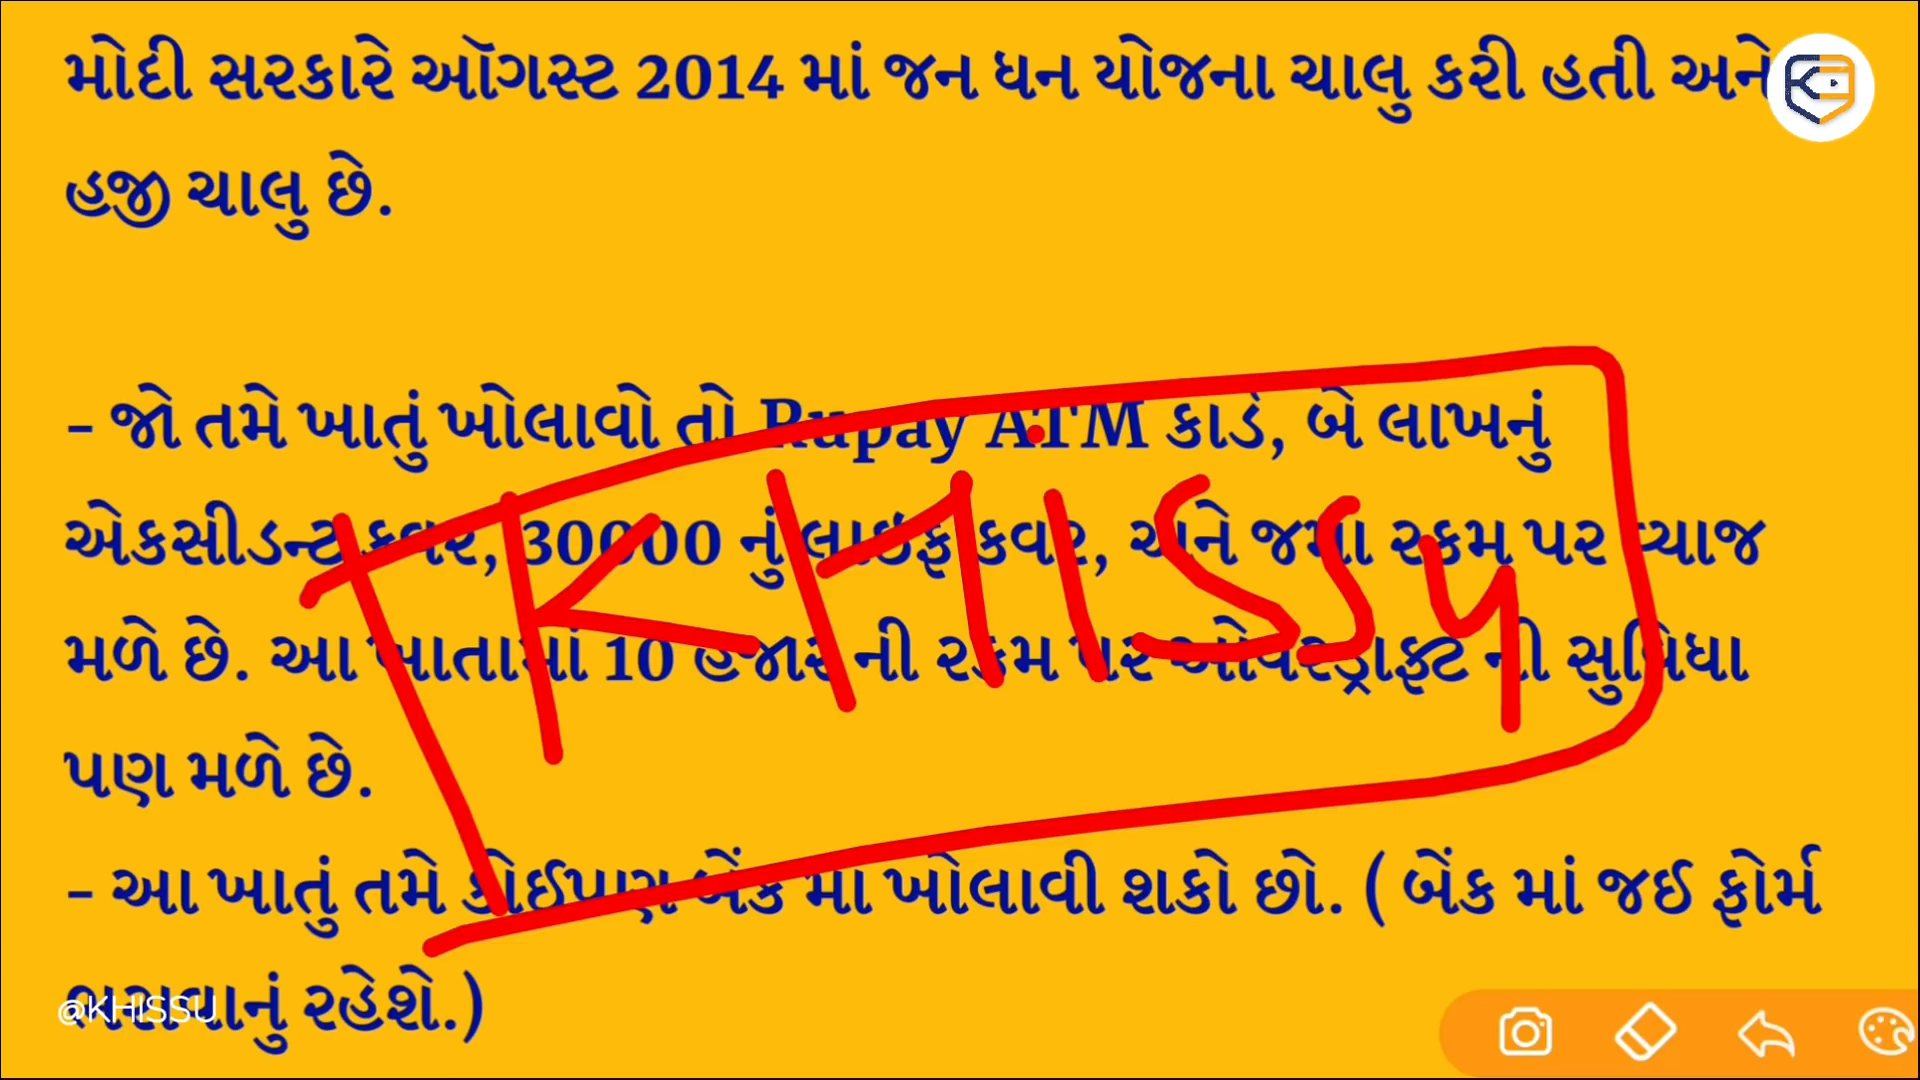 મોદી સરકારે ઑગસ્ટ 2014 માં જન ધન યોજના ચાલુ કરી હતી અને
હજી ચાલુ છે.
- જો તમે ખાતું ખોલાવો તો Rupay ATM કાર્ડ, બે લાખનું
એકસીડન્ટ કવર, 30000 નું લાઇફ કવર, અને જમા રકમ પર વ્યાજ
મળે છે. આ ખાતામાં 10 હજાર ની રકમ પર ઓવરડ્રાફ્ટ ની સુવિધા
પણ મળે છે.
KHISSU
- આ ખાતું તમે કોઈપણ બેંક માં ખોલાવી શકો છો. ( બેંક માં જઈ ફોર્મ
ભરવાનું રહેશે.)
@KHISSU